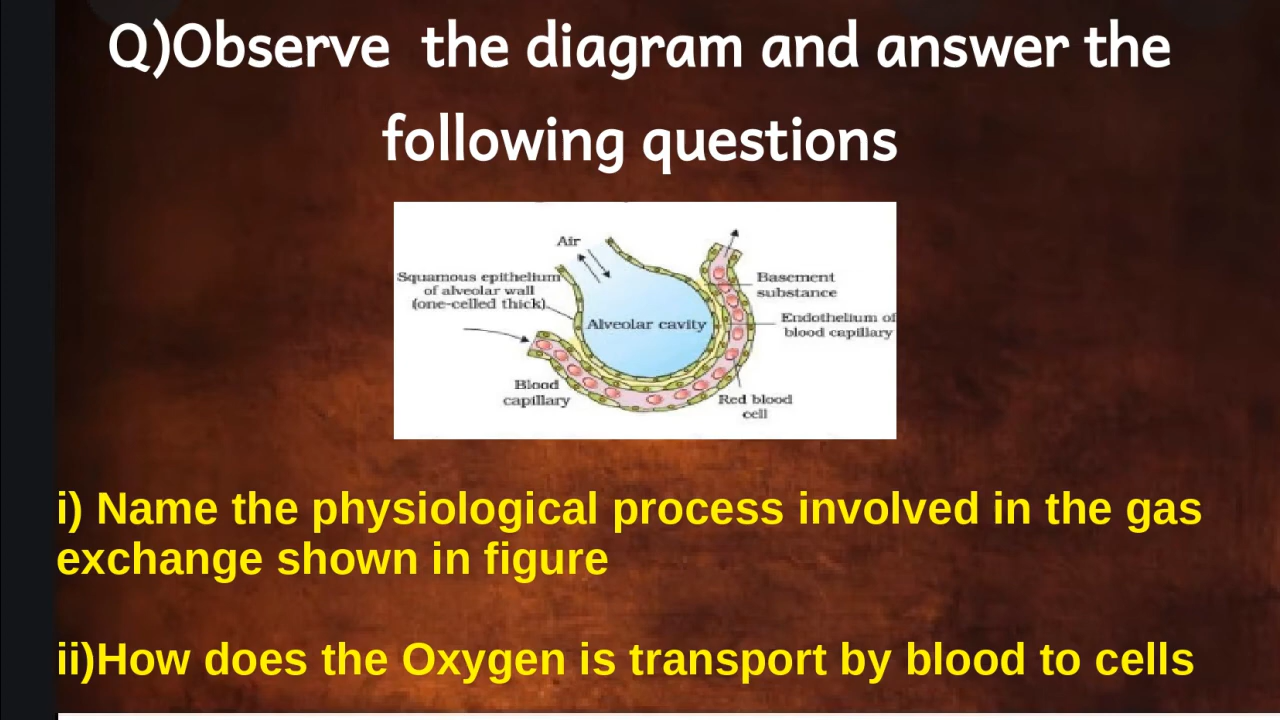 Q)Observe the diagram and answer the
following questions
Air
Squamous epithelium
of alveolar wall
(one-celled thick)
Alveolar cavity
Basement
substance
Endothelium of
blood capillary
Blood
capillary
Red blood
cell
i) Name the physiological process involved in the gas
exchange shown in figure
ii)How does the Oxygen is transport by blood to cells